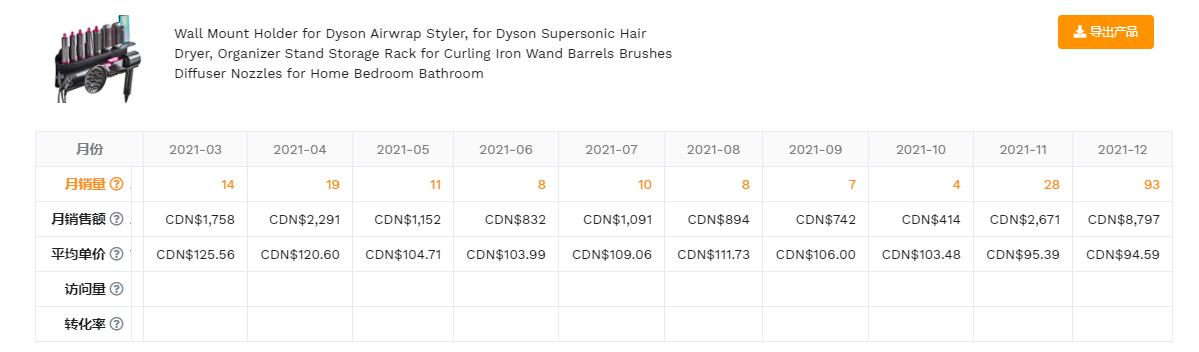 Wall Mount Holder for Dyson Airwrap Styler, for Dyson Supersonic Hair
Dryer, Organizer Stand Storage Rack for Curling Iron Wand Barrels Brushes
Diffuser Nozzles for Home Bedroom Bathroom
导出产品
月份 2021-03 2021-04 2021-05 2021-06 2021-07 2021-08 2021-09 2021-10 2021-11 2021-12
月销量 14 19 11 8 10 8 7 4 28 93
月销售额 CDN$1,758 CDN$2,291 CDN$1,152 CDN$832 CDN$1,091 CDN$894 CDN$742 CDN$414 CDN$2,671 CDN$8,797
平均单价 CDN$125.56 CDN$120.60 CDN$104.71 CDN$103.99 CDN$109.06 CDN$111.73 CDN$106.00 CDN$103.48 CDN$95.39 CDN$94.59
访问量
转化率